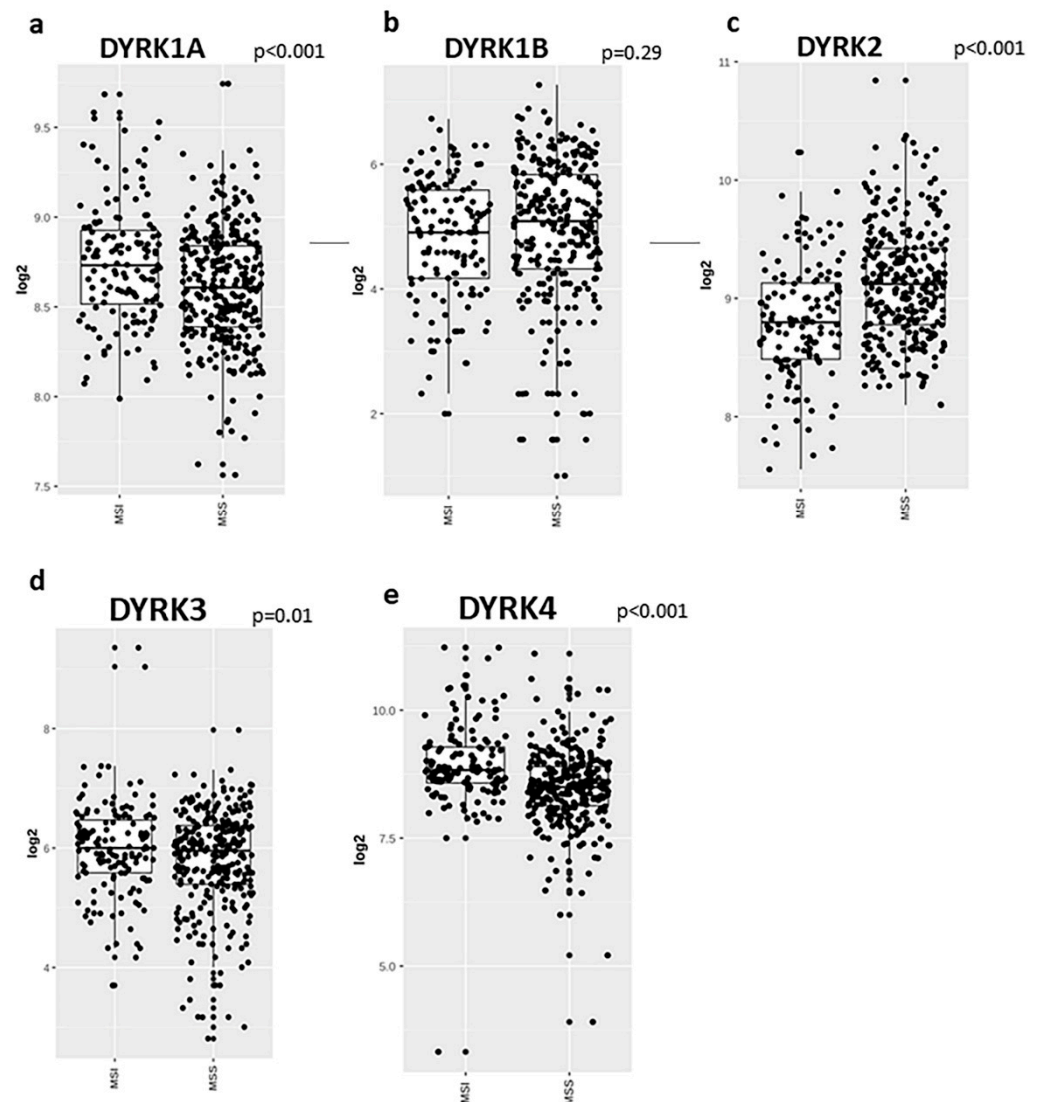 a
DYRK1A
p<0.001
log2
9.5
9.0
8.5
8.0
7.5
MSI
MSS
b
DYRK1B
p=0.29
log2
6
4
2
MSI
MSS
c
DYRK2
p<0.001
log2
11
10
9
8
MSI
MSS
d
DYRK3
p=0.01
log2
8
6
4
MSI
MSS
e
DYRK4
p<0.001
log2
10.0
7.5
5.0
MSI
MSS